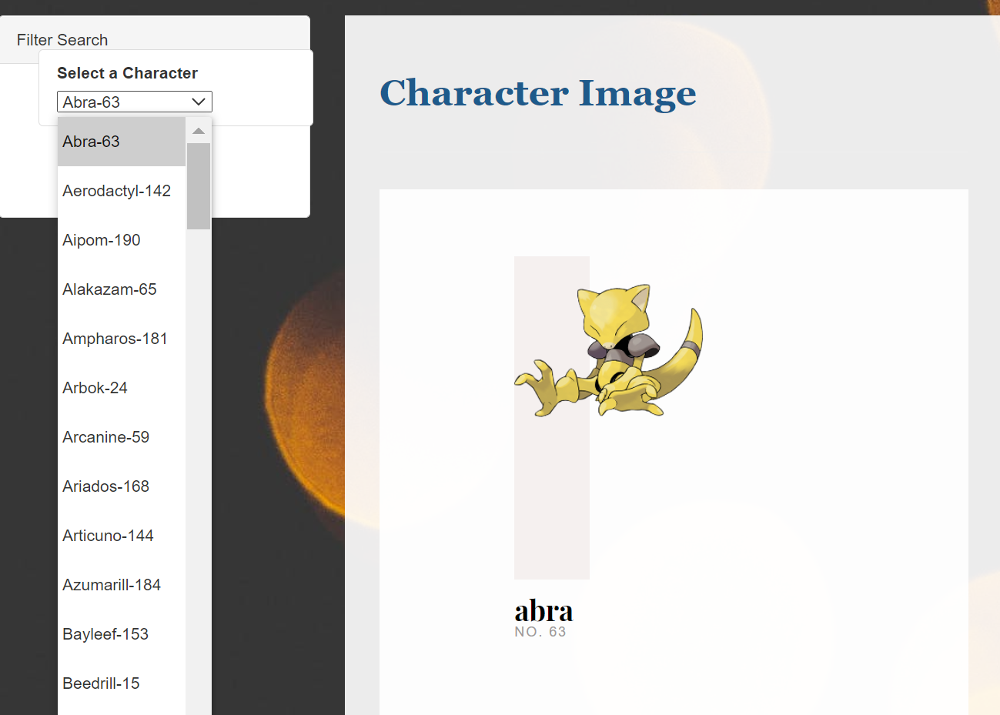 Filter Search
Select a Character
Abra-63
Abra-63
Aerodactyl-142
Aipom-190
Alakazam-65
Ampharos-181
Arbok-24
Arcanine-59
Ariados-168
Articuno-144
Azumarill-184
Bayleef-153
Beedrill-15
Character Image
abra
NO. 63